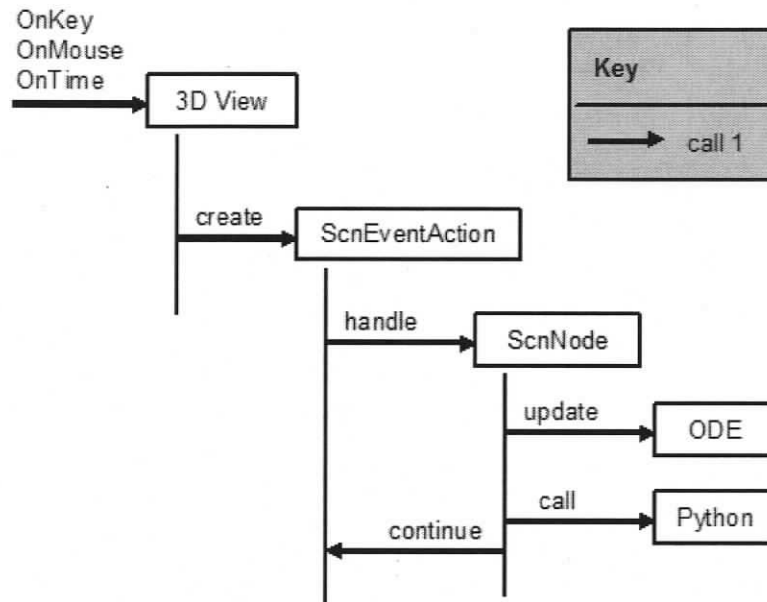 OnKey
OnMouse
OnTime
3D View
Key
call 1
create
ScnEventAction
handle
ScnNode
update
ODE
call
Python
continue